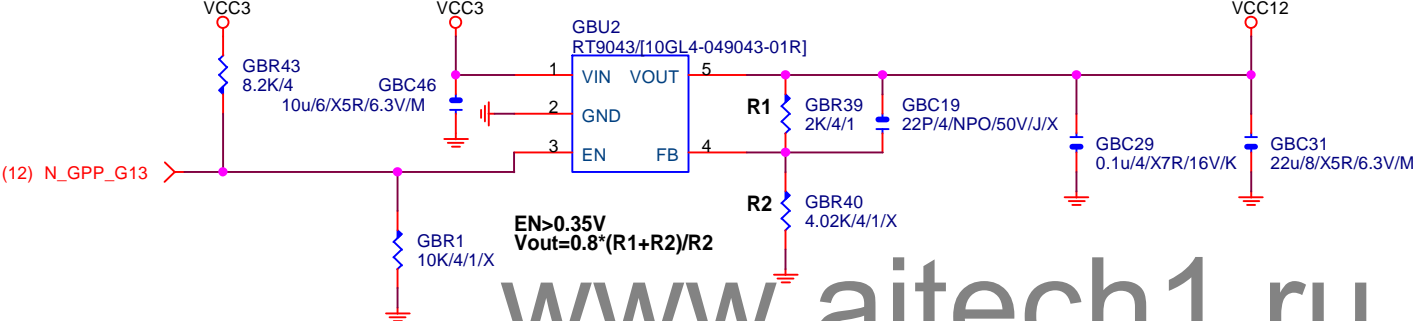 VCC3
VCC3
VCC12
GBU2
RT9043/[10GL4-049043-01R]
GBR43
8.2K/4
GBC46
10u/6/X5R/6.3V/M
1
VIN
VOUT
5
2
GND
3
EN
FB
4
R1
GBR39
2K/4/1
GBC19
22P/4/NPO/50V/J/X
GBC29
0.1u/4/X7R/16V/K
GBC31
22u/8/X5R/6.3V/M
(12) N_GPP_G13
R2
GBR40
4.02K/4/1/X
EN>0.35V
Vout=0.8*(R1+R2)/R2
GBR1
10K/4/1/X
www.aitech1.ru